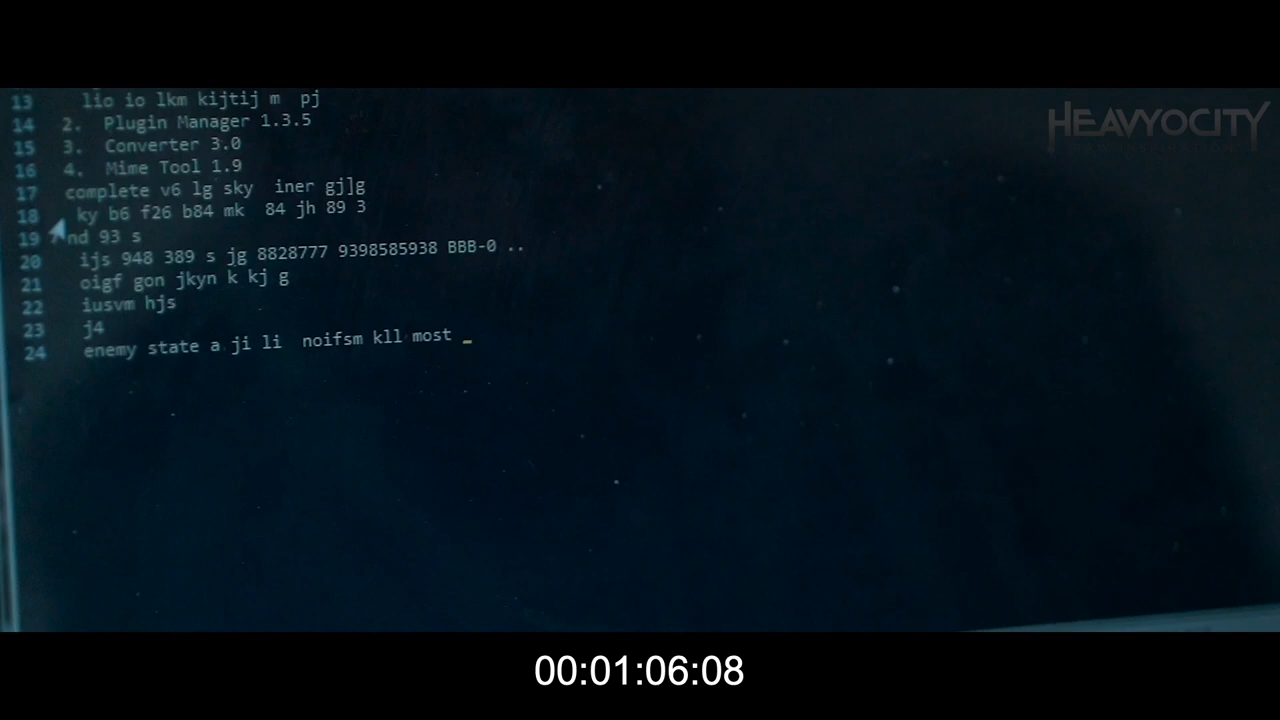 HEAVYOCITY
13 lio io lkm kijtij m pj
14 2. Plugin Manager 1.3.5
15 3. Converter 3.0
16 4. Mime Tool 1.9
17 complete v6 lg sky iner gj]g
18 ky b6 f26 b84 mk 84 jh 89 3
19 nd 93 s
20 ijs 948 389 s jg 8828777 9398585938 BBB-0 ..
21 oigf gon jkyn k kj g
22 iusvm hjs
23 j4
24 enemy state a ji li noifsm kll most _
00:01:06:08